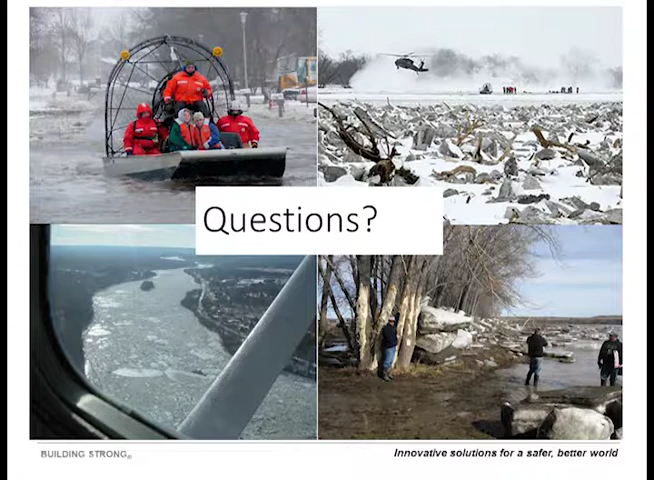 Questions?
BUILDING STRONG®
Innovative solutions for a safer, better world